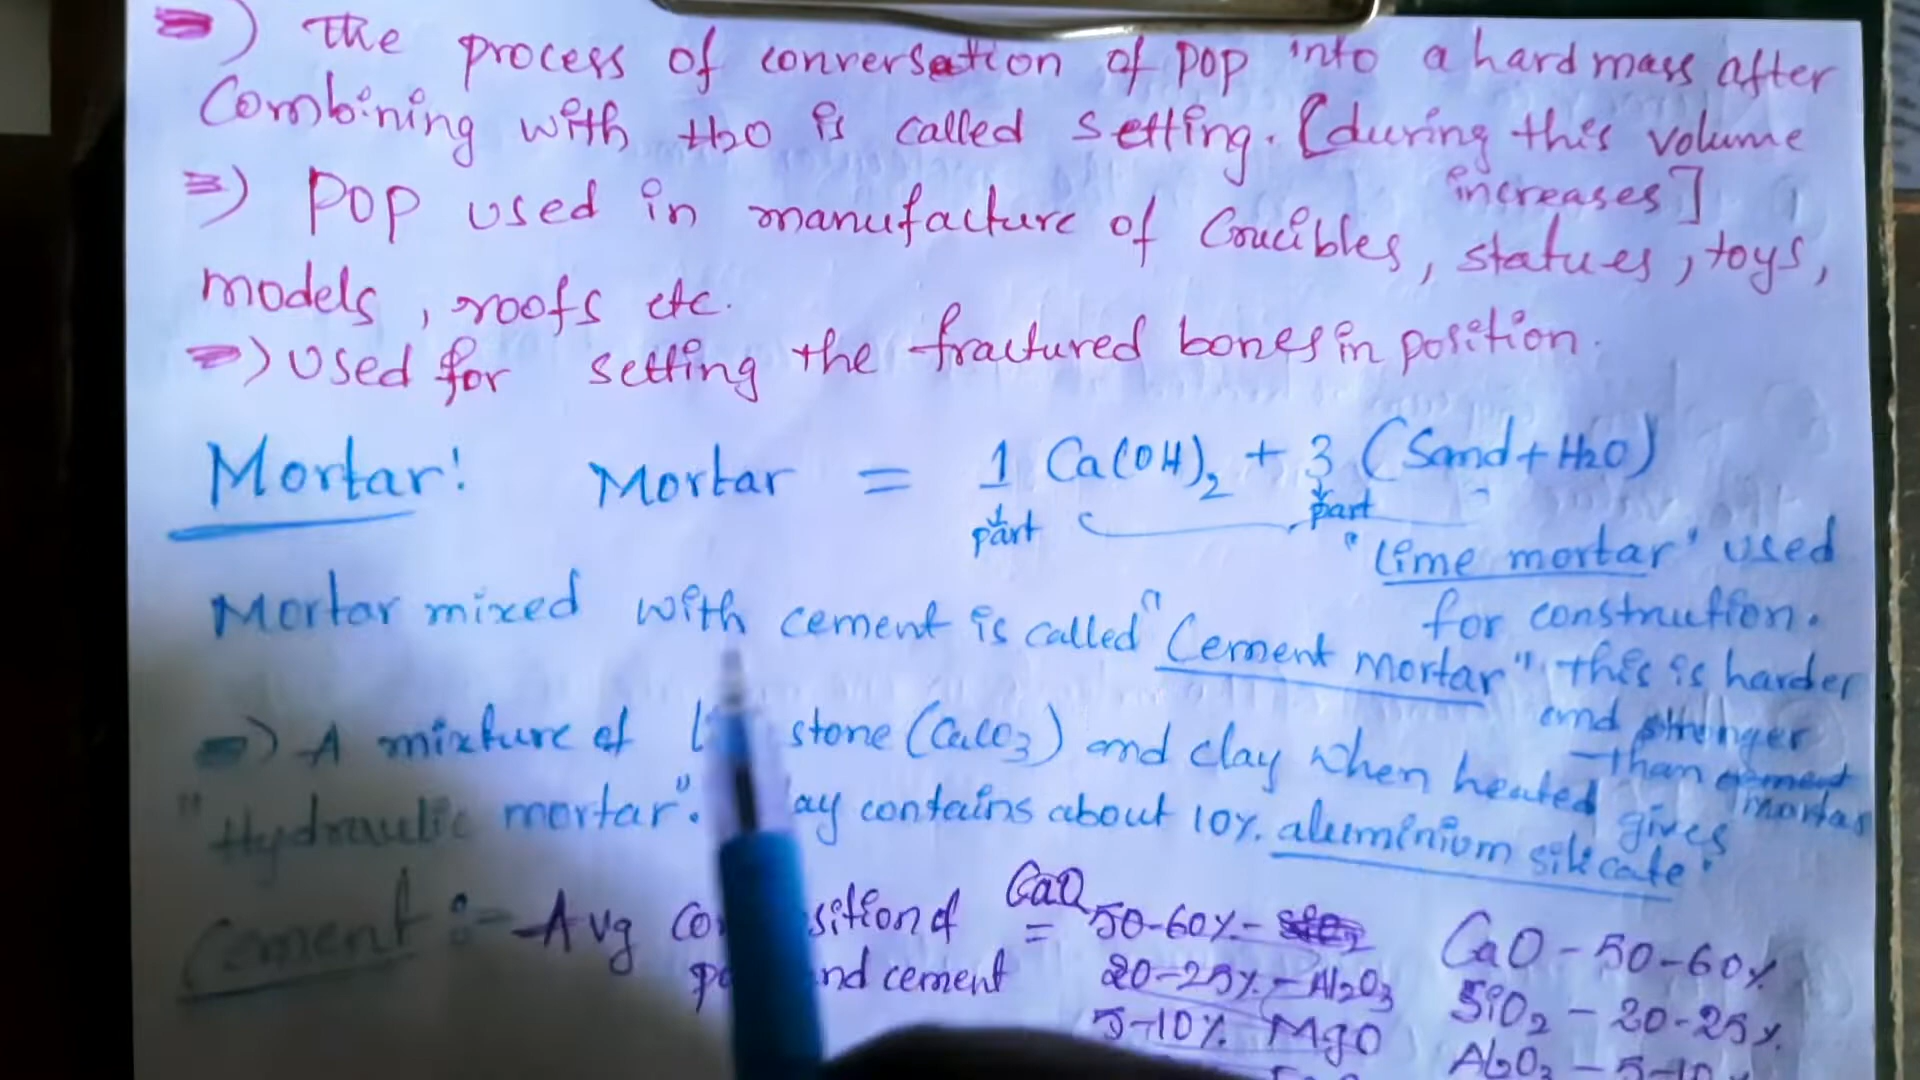 ⇒) The process of conversation of pop into a hard mass after
Combining with H2O is called setting. [during this volume
increases]
⇒) POP used in manufacture of Crucibles, statues, toys,
models, roofs etc.
⇒) Used for setting the fractured bones in position.
Mortar! Mortar = 1 Ca(OH)2 + 3 (Sand + H2O)
part part
"lime mortar" used
for construction.
Mortar mixed with cement is called "Cement mortar" this is harder
and stronger
than cement
mortar
⇒) A mixture of stone (CaCO3) and clay when heated gives
"Hydraulic mortar". contains about 10%. aluminium silicate"
Cement :- Avg of = CaO 50-60% - CaO - 50-60%
cement 20-25% - Al2O3 SiO2 - 20-25%
5-10% MgO Al2O3 - 5-10